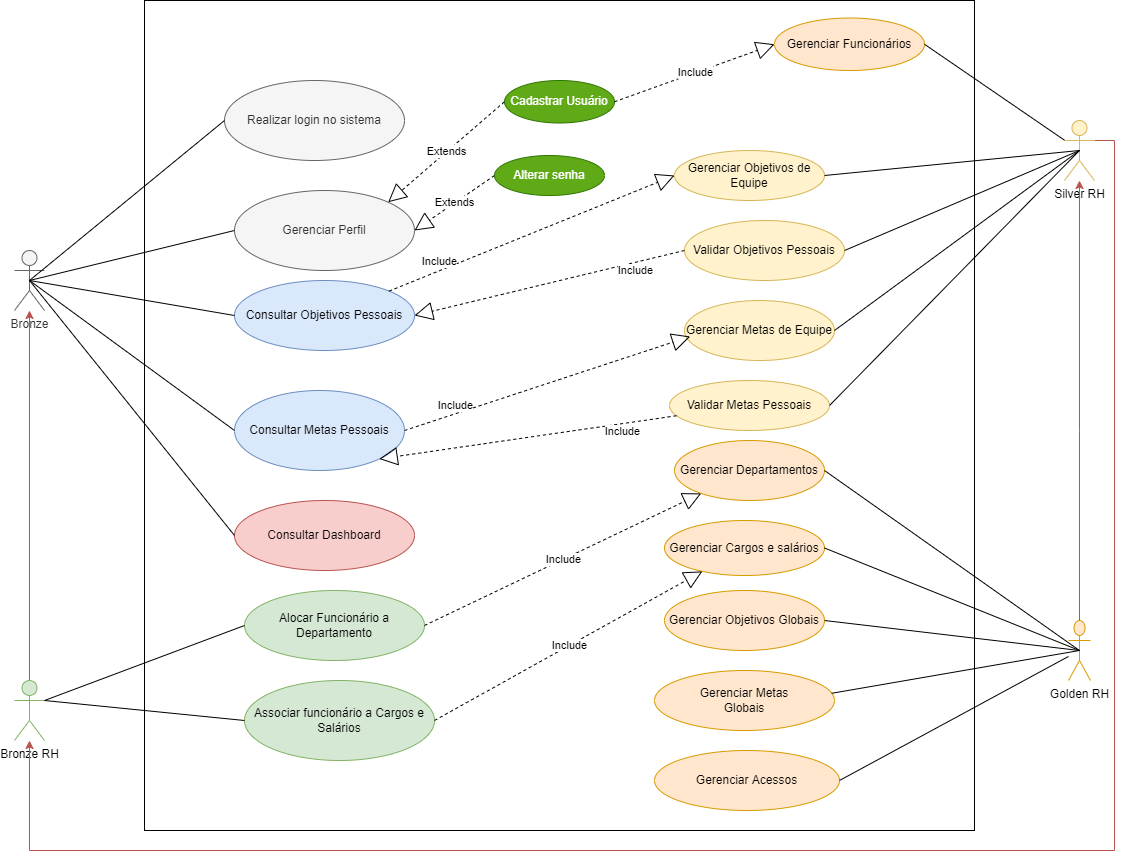 Gerenciar Funcionários
Include
Cadastrar Usuário
Realizar login no sistema
Extends
Alterar senha
Gerenciar Objetivos de
Equipe
Silver RH
Extends
Gerenciar Perfil
Validar Objetivos Pessoais
Include
Include
Bronze
Consultar Objetivos Pessoais
Gerenciar Metas de Equipe
Include
Validar Metas Pessoais
Consultar Metas Pessoais
Include
Gerenciar Departamentos
Consultar Dashboard
Gerenciar Cargos e salários
Include
Alocar Funcionário a
Departamento
Gerenciar Objetivos Globais
Include
Gerenciar Metas
Globais
Golden RH
Associar funcionário a Cargos e
Salários
Bronze RH
Gerenciar Acessos